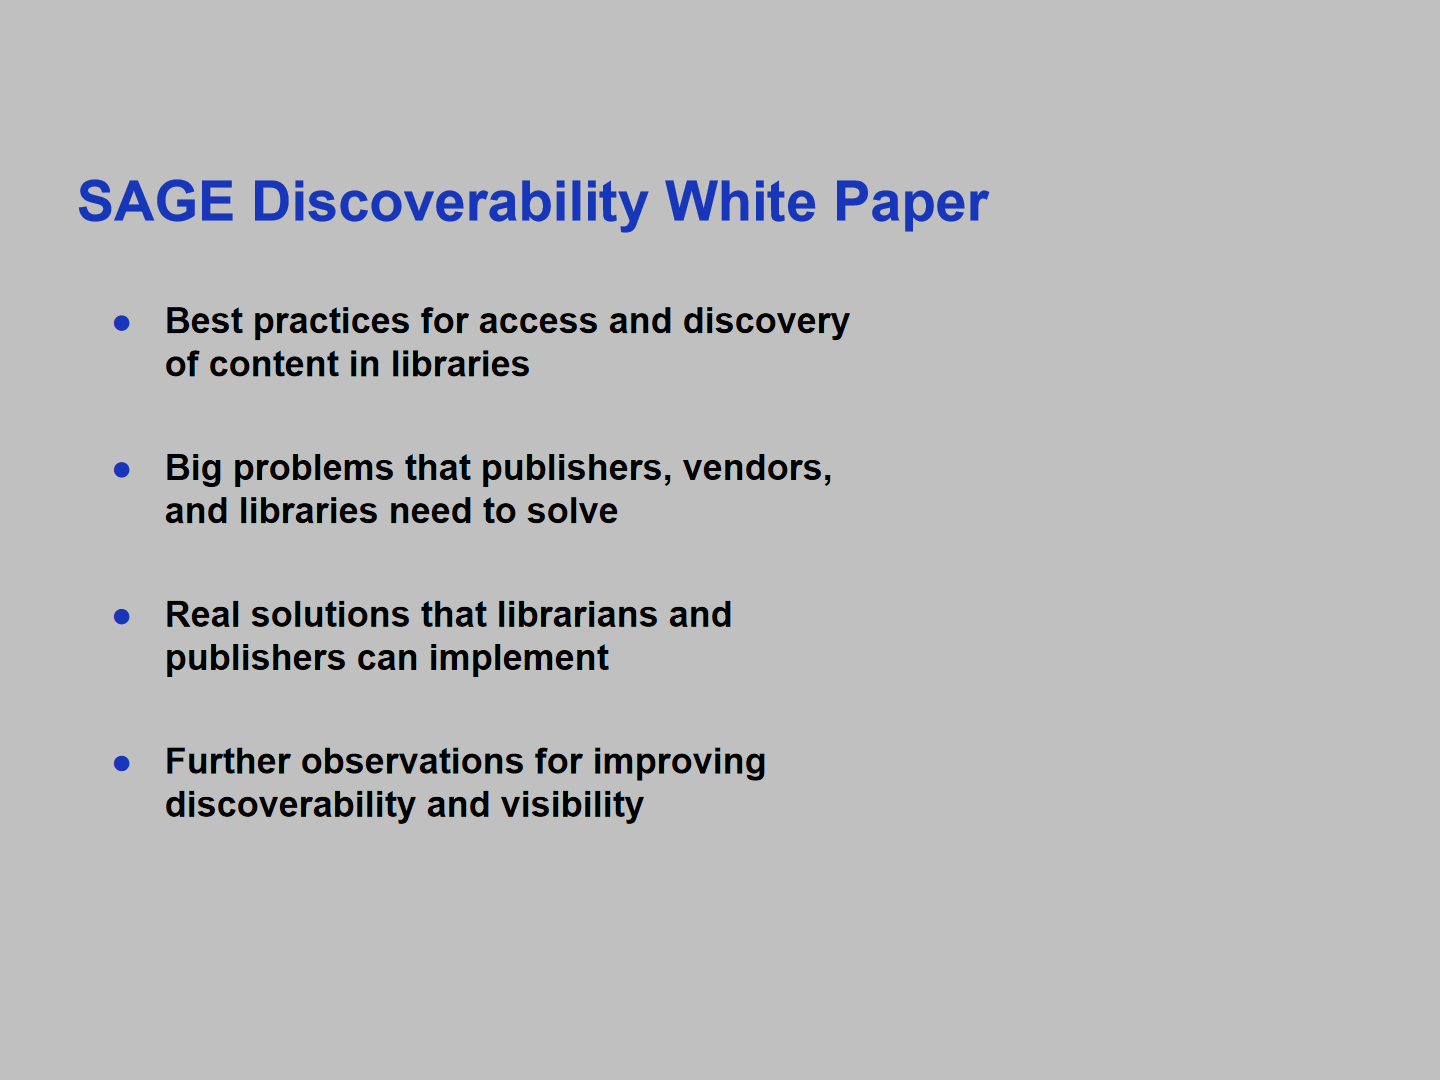 SAGE Discoverability White Paper
● Best practices for access and discovery
of content in libraries
● Big problems that publishers, vendors,
and libraries need to solve
● Real solutions that librarians and
publishers can implement
● Further observations for improving
discoverability and visibility